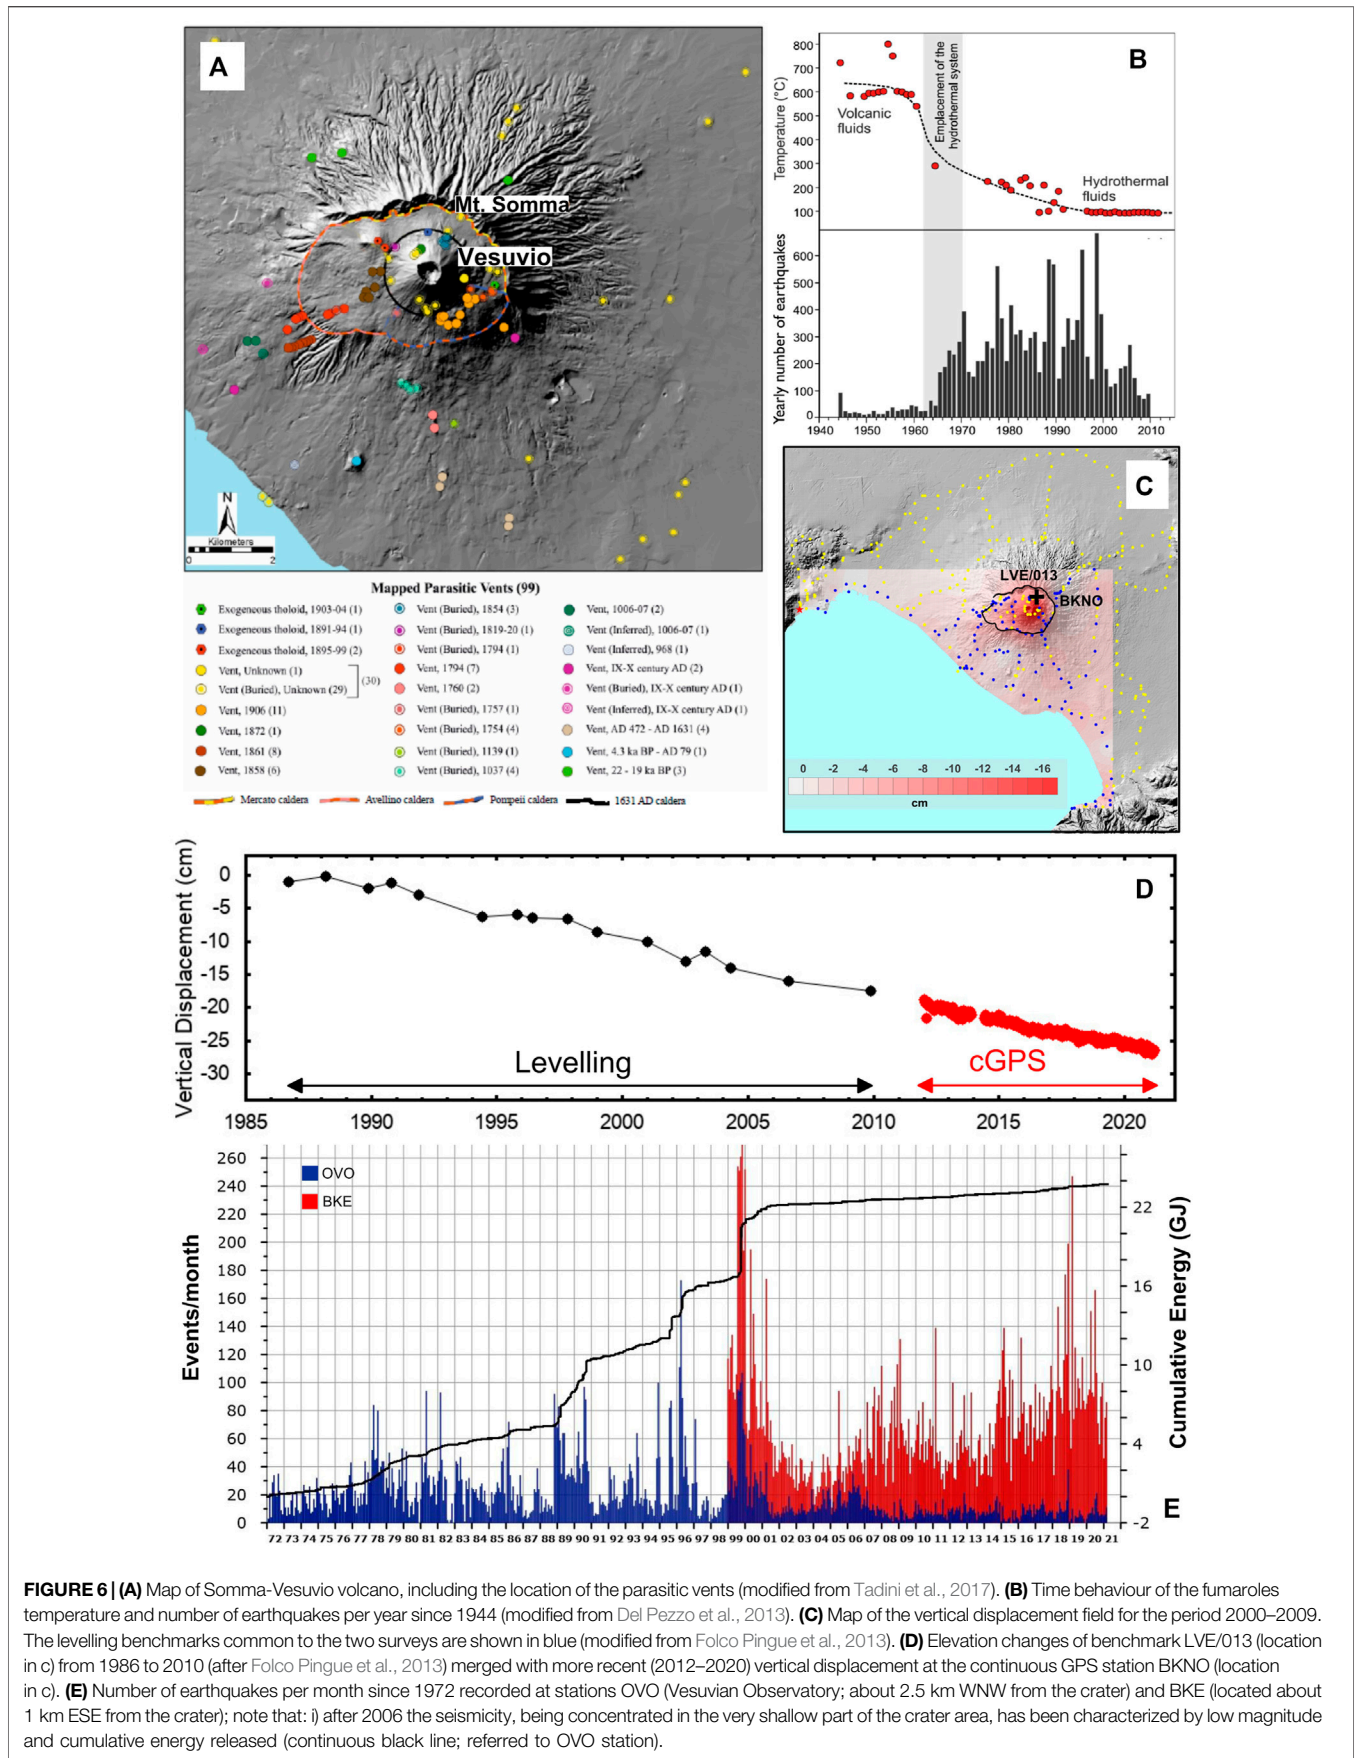 A
Mt. Somma
Vesuvio
N
Kilometers
0 2
Mapped Parasitic Vents (99)
Exogeneous tholoid, 1903-04 (1)
Exogeneous tholoid, 1891-94 (1)
Exogeneous tholoid, 1895-99 (2)
Vent, Unknown (1)
Vent (Buried), Unknown (29)
(30)
Vent, 1906 (11)
Vent, 1872 (1)
Vent, 1861 (8)
Vent, 1858 (6)
Vent (Buried), 1854 (3)
Vent (Buried), 1819-20 (1)
Vent (Buried), 1794 (1)
Vent, 1794 (7)
Vent, 1760 (2)
Vent (Buried), 1757 (1)
Vent (Buried), 1754 (4)
Vent (Buried), 1139 (1)
Vent (Buried), 1037 (4)
Vent, 1006-07 (2)
Vent (Inferred), 1006-07 (1)
Vent (Inferred), 968 (1)
Vent, IX-X century AD (2)
Vent (Buried), IX-X century AD (1)
Vent (Inferred), IX-X century AD (1)
Vent, AD 472 - AD 1631 (4)
Vent, 4.3 ka BP - AD 79 (1)
Vent, 22 - 19 ka BP (3)
Mercato caldera
Avellino caldera
Pompeii caldera
1631 AD caldera
B
Temperature (°C)
800
700
600
500
400
300
200
100
Volcanic
fluids
Emplacement of the
hydrothermal system
Hydrothermal
fluids
Yearly number of earthquakes
600
500
400
300
200
100
0
1940 1950 1960 1970 1980 1990 2000 2010
C
LVE/013
BKNO
0 -2 -4 -6 -8 -10 -12 -14 -16
cm
D
Vertical Displacement (cm)
0
-5
-10
-15
-20
-25
-30
Levelling
cGPS
1985 1990 1995 2000 2005 2010 2015 2020
Events/month
260
240
220
200
180
160
140
120
100
80
60
40
20
0
OVO
BKE
Cumulative Energy (GJ)
22
16
10
4
-2
E
72 73 74 75 76 77 78 79 80 81 82 83 84 85 86 87 88 89 90 91 92 93 94 95 96 97 98 99 00 01 02 03 04 05 06 07 08 09 10 11 12 13 14 15 16 17 18 19 20 21
FIGURE 6 | (A) Map of Somma-Vesuvio volcano, including the location of the parasitic vents (modified from Tadini et al., 2017). (B) Time behaviour of the fumaroles
temperature and number of earthquakes per year since 1944 (modified from Del Pezzo et al., 2013). (C) Map of the vertical displacement field for the period 2000–2009.
The levelling benchmarks common to the two surveys are shown in blue (modified from Folco Pingue et al., 2013). (D) Elevation changes of benchmark LVE/013 (location
in c) from 1986 to 2010 (after Folco Pingue et al., 2013) merged with more recent (2012–2020) vertical displacement at the continuous GPS station BKNO (location
in c). (E) Number of earthquakes per month since 1972 recorded at stations OVO (Vesuvian Observatory; about 2.5 km WNW from the crater) and BKE (located about
1 km ESE from the crater); note that: i) after 2006 the seismicity, being concentrated in the very shallow part of the crater area, has been characterized by low magnitude
and cumulative energy released (continuous black line; referred to OVO station).